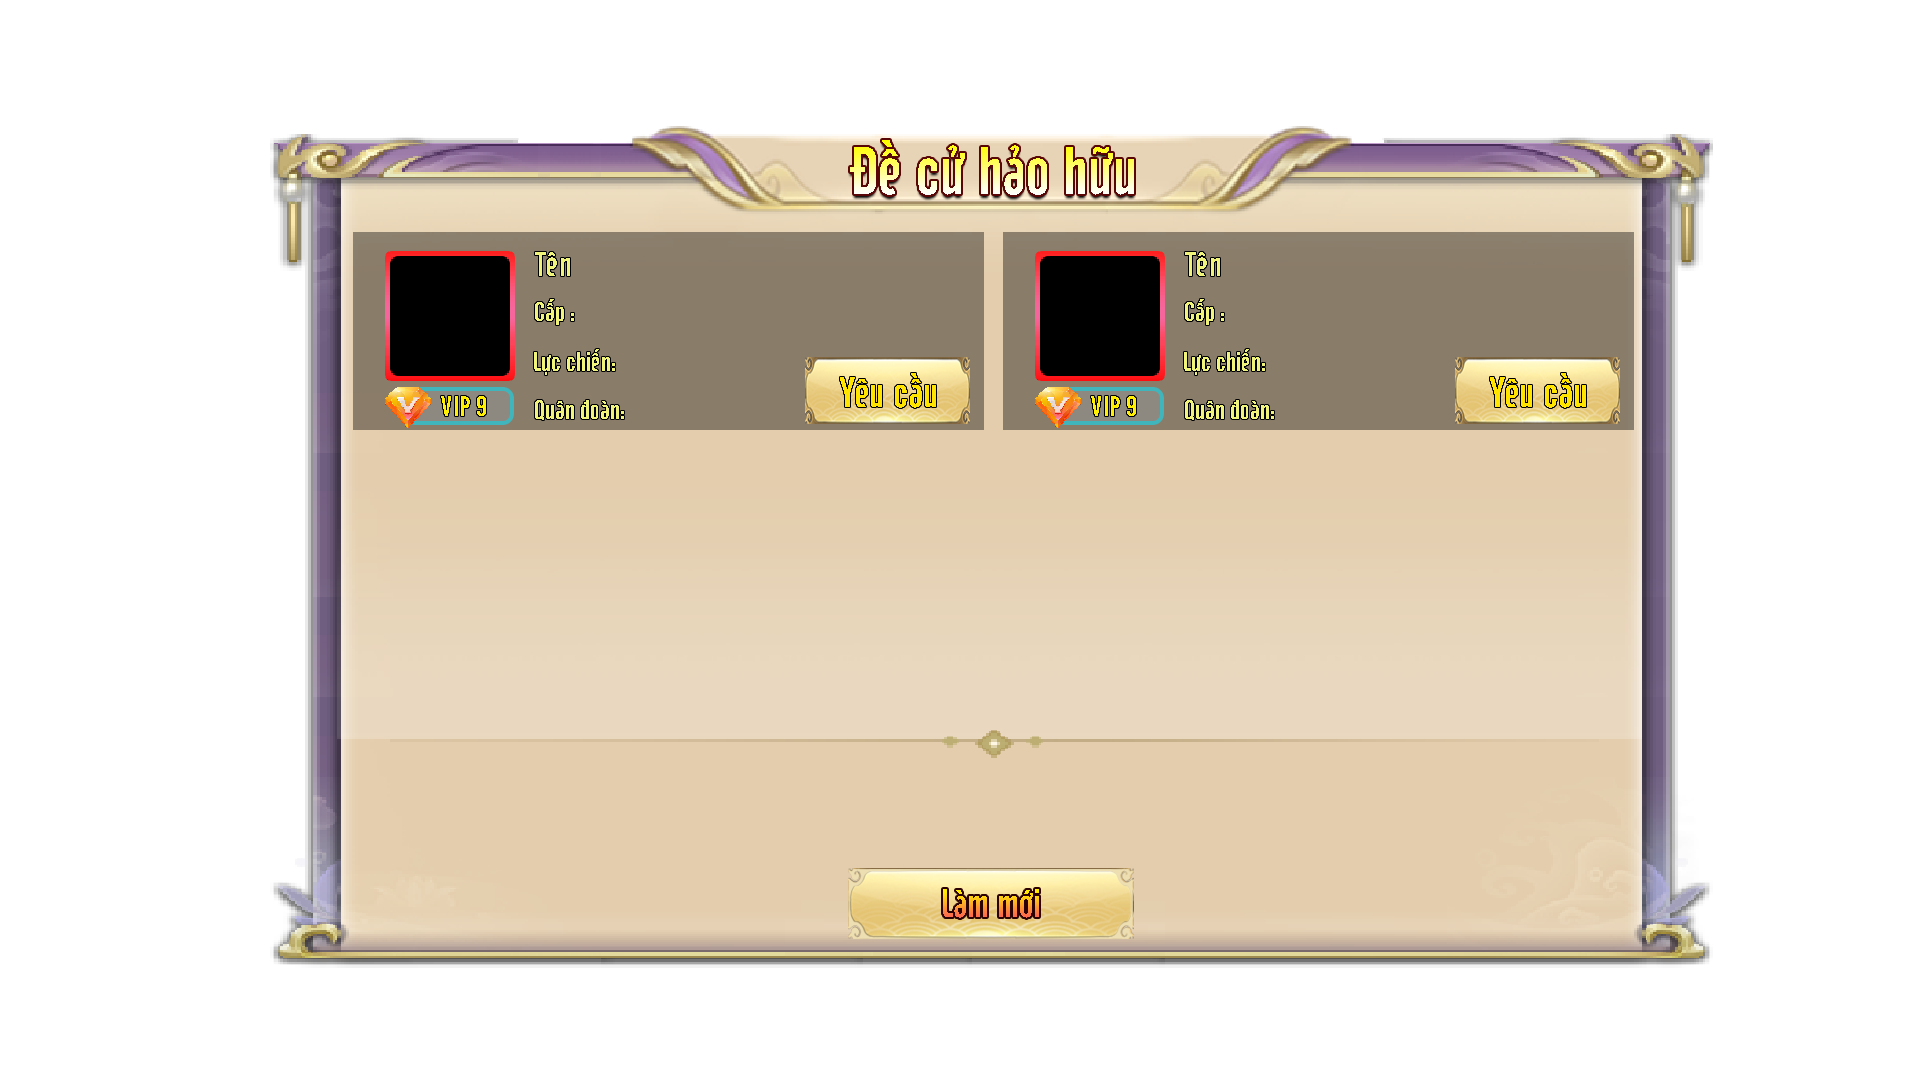 Đề cử hảo hữu
Tên
Cấp :
Lực chiến:
Quân đoàn:
VIP 9
Yêu cầu
Tên
Cấp :
Lực chiến:
Quân đoàn:
VIP 9
Yêu cầu
Làm mới